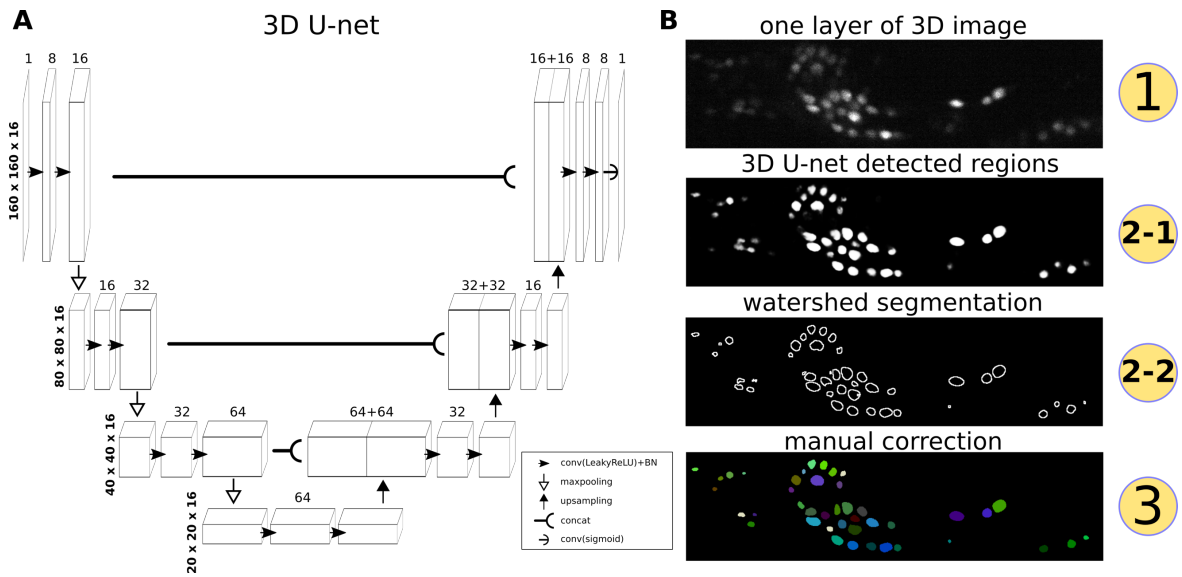 A
3D U-net
1 8 16
16+16 8 8 1
160 x 160 x 16
16 32
32+32 16
80 x 80 x 16
32 64
64+64 32
40 x 40 x 16
64
20 x 20 x 16
conv(LeakyReLU)+BN
maxpooling
upsampling
concat
conv(sigmoid)
B
one layer of 3D image
1
3D U-net detected regions
2-1
watershed segmentation
2-2
manual correction
3